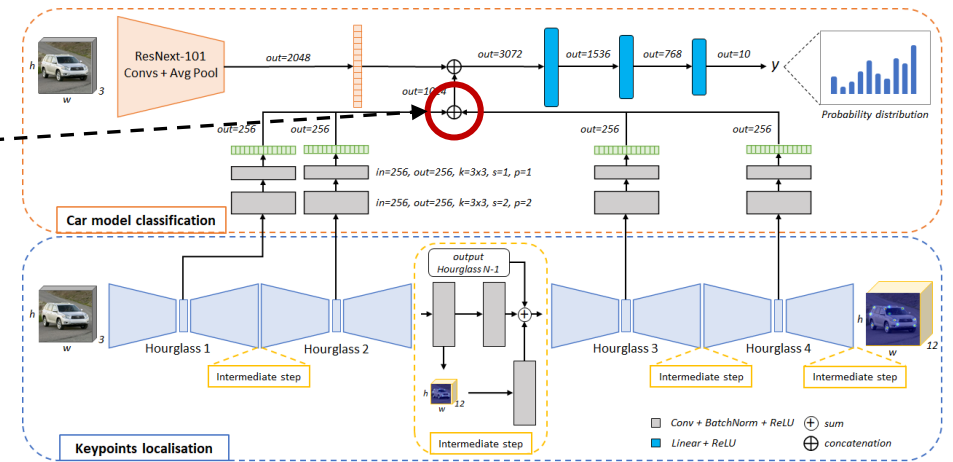 h
w
3
ResNext-101
Convs + Avg Pool
out=2048
out=3072
out=1536
out=768
out=10
y
Probability distribution
out=1024
out=256
out=256
out=256
out=256
in=256, out=256, k=3x3, s=1, p=1
in=256, out=256, k=3x3, s=2, p=2
Car model classification
h
w
3
Hourglass 1
Hourglass 2
Intermediate step
output
Hourglass N-1
h
w
12
Intermediate step
Hourglass 3
Hourglass 4
Intermediate step
Intermediate step
h
w
12
Conv + BatchNorm + ReLU
sum
Linear + ReLU
concatenation
Keypoints localisation